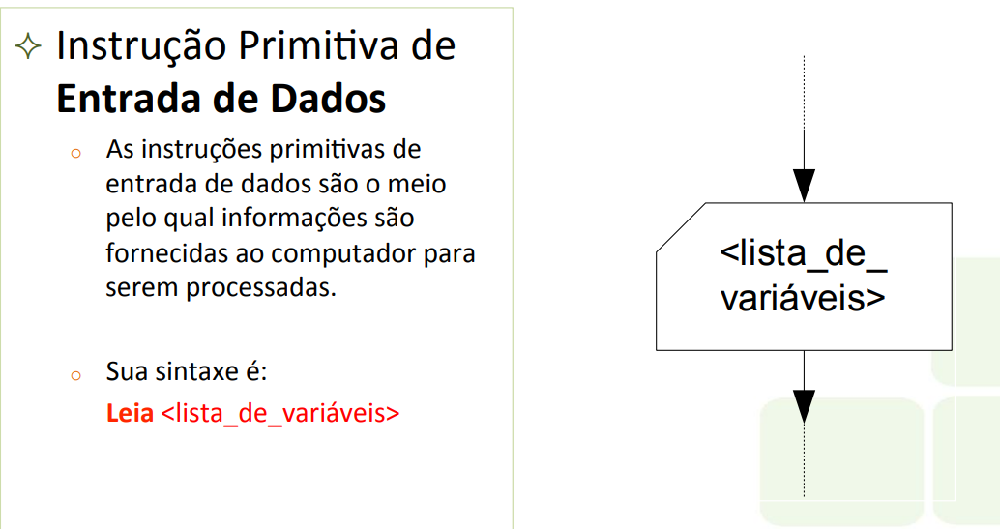 Instrução Primitiva de
Entrada de Dados
As instruções primitivas de
entrada de dados são o meio
pelo qual informações são
fornecidas ao computador para
serem processadas.
Sua sintaxe é:
Leia <lista_de_variáveis>
<lista_de_
variáveis>